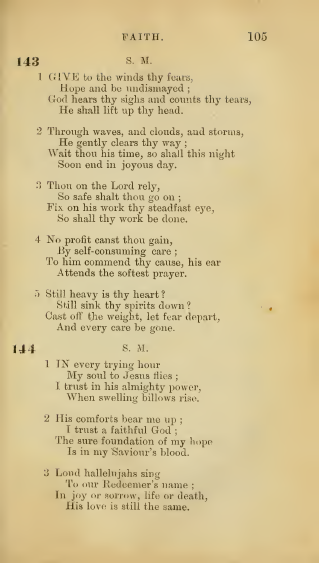 FAITH. 105
143 S. M.
1 GIVE to the winds thy fears,
Hope and be undismayed ;
God hears thy sighs and counts thy tears,
He shall lift up thy head.
2 Through waves, and clouds, and storms,
He gently clears thy way ;
Wait thou his time, so shall this night
Soon end in joyous day.
3 Thou on the Lord rely,
So safe shalt thou go on ;
Fix on his work thy steadfast eye,
So shall thy work be done.
4 No profit canst thou gain,
By self-consuming care ;
To him commend thy cause, his ear
Attends the softest prayer.
5 Still heavy is thy heart ?
Still sink thy spirits down ?
Cast off the weight, let fear depart,
And every care be gone.
144 S. M.
1 IN every trying hour
My soul to Jesus flies ;
I trust in his almighty power,
When swelling billows rise.
2 His comforts bear me up ;
I trust a faithful God ;
The sure foundation of my hope
Is in my Saviour's blood.
3 Loud hallelujahs sing
To our Redeemer's name ;
In joy or sorrow, life or death,
His love is still the same.